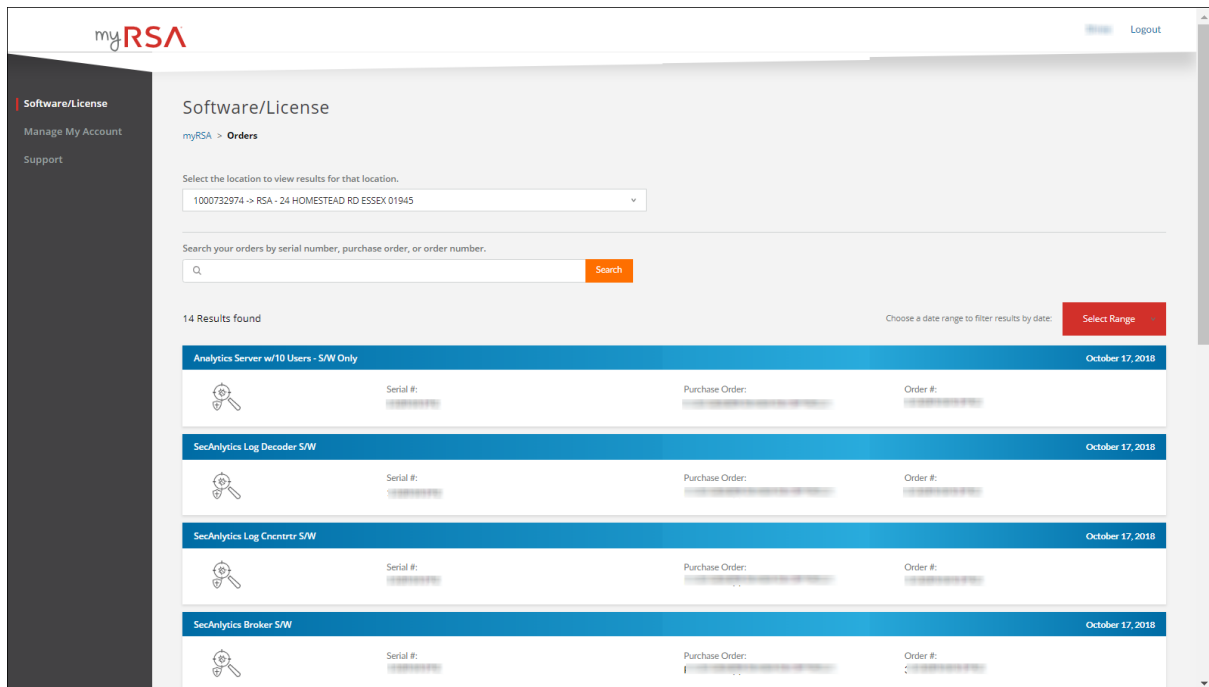 myRSA
Logout
Software/License
Manage My Account
Support
Software/License
myRSA > Orders
Select the location to view results for that location.
1000732974 -> RSA - 24 HOMESTEAD RD ESSEX 01945
Search your orders by serial number, purchase order, or order number.
Search
14 Results found
Choose a date range to filter results by date:
Select Range
Analytics Server w/10 Users - S/W Only October 17, 2018
Serial #: Purchase Order: Order #:
SecAnlytics Log Decoder S/W October 17, 2018
Serial #: Purchase Order: Order #:
SecAnlytics Log Cncntrtr S/W October 17, 2018
Serial #: Purchase Order: Order #:
SecAnlytics Broker S/W October 17, 2018
Serial #: Purchase Order: Order #: